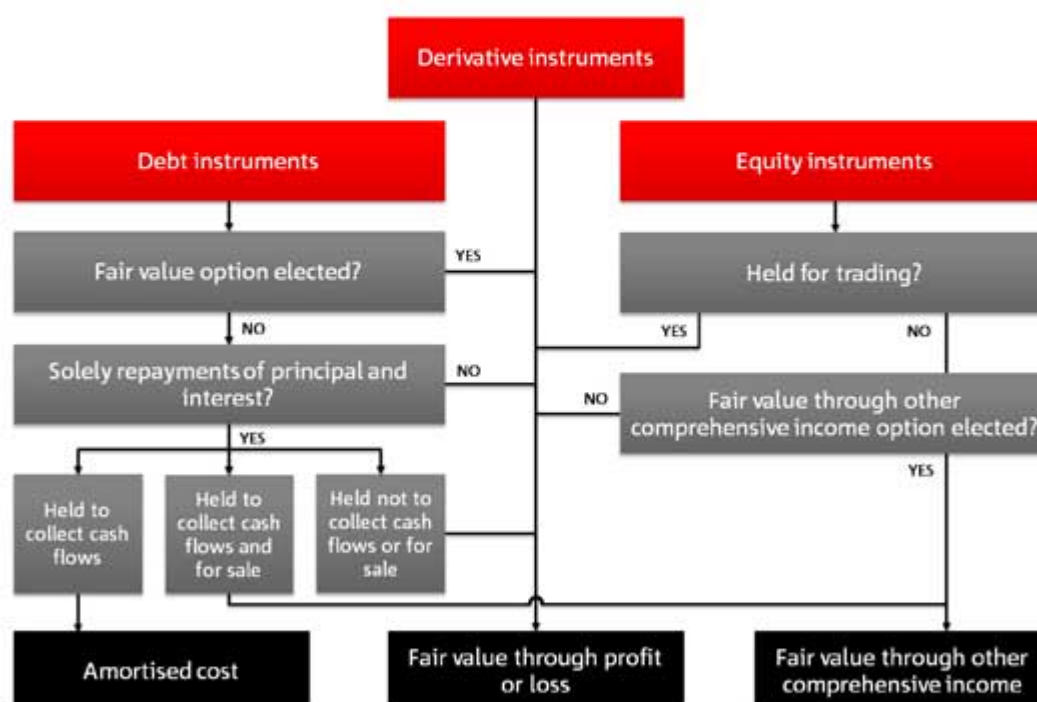 Derivative instruments
Debt instruments
Equity instruments
Fair value option elected?
YES
Held for trading?
NO
YES
NO
Solely repayments of principal and
interest?
NO
NO
Fair value through other
comprehensive income option elected?
YES
YES
Held to
collect cash
flows
Held to
collect cash
flows and
for sale
Held not to
collect cash
flows or for
sale
Amortised cost
Fair value through profit
or loss
Fair value through other
comprehensive income